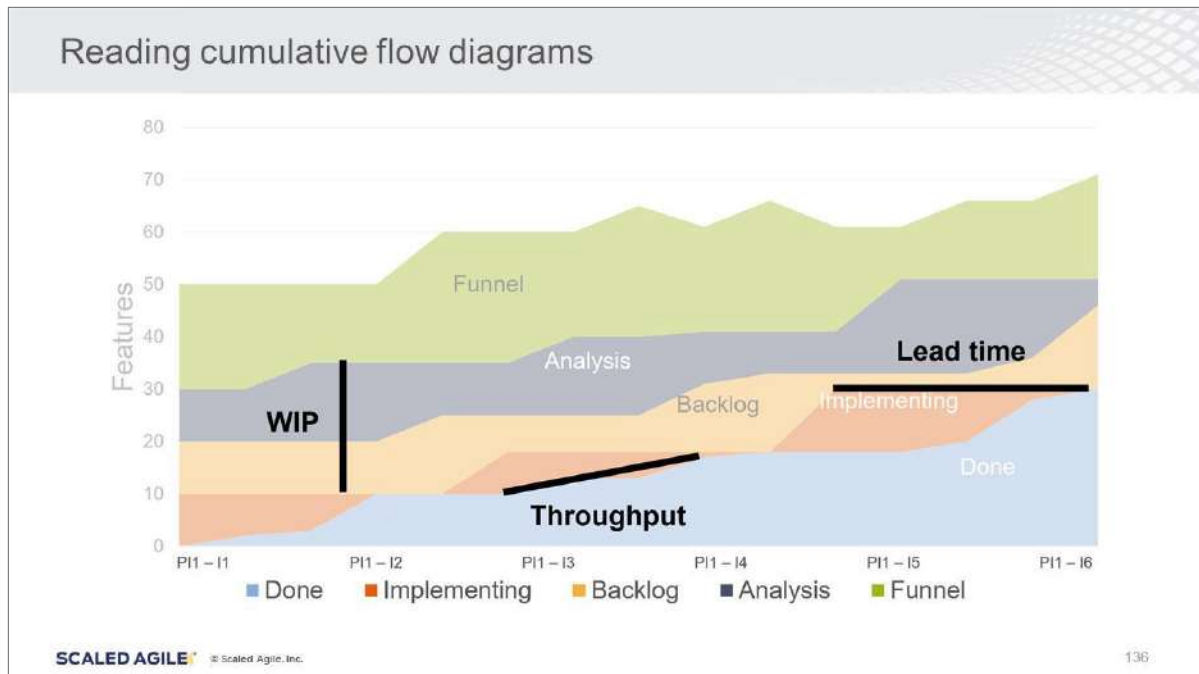 Reading cumulative flow diagrams
80
70
60
50
40
30
20
10
0
Features
Funnel
Analysis
Backlog
Implementing
Done
WIP
Throughput
Lead time
PI1 – I1 PI1 – I2 PI1 – I3 PI1 – I4 PI1 – I5 PI1 – I6
Done Implementing Backlog Analysis Funnel
SCALED AGILE © Scaled Agile, Inc.
136